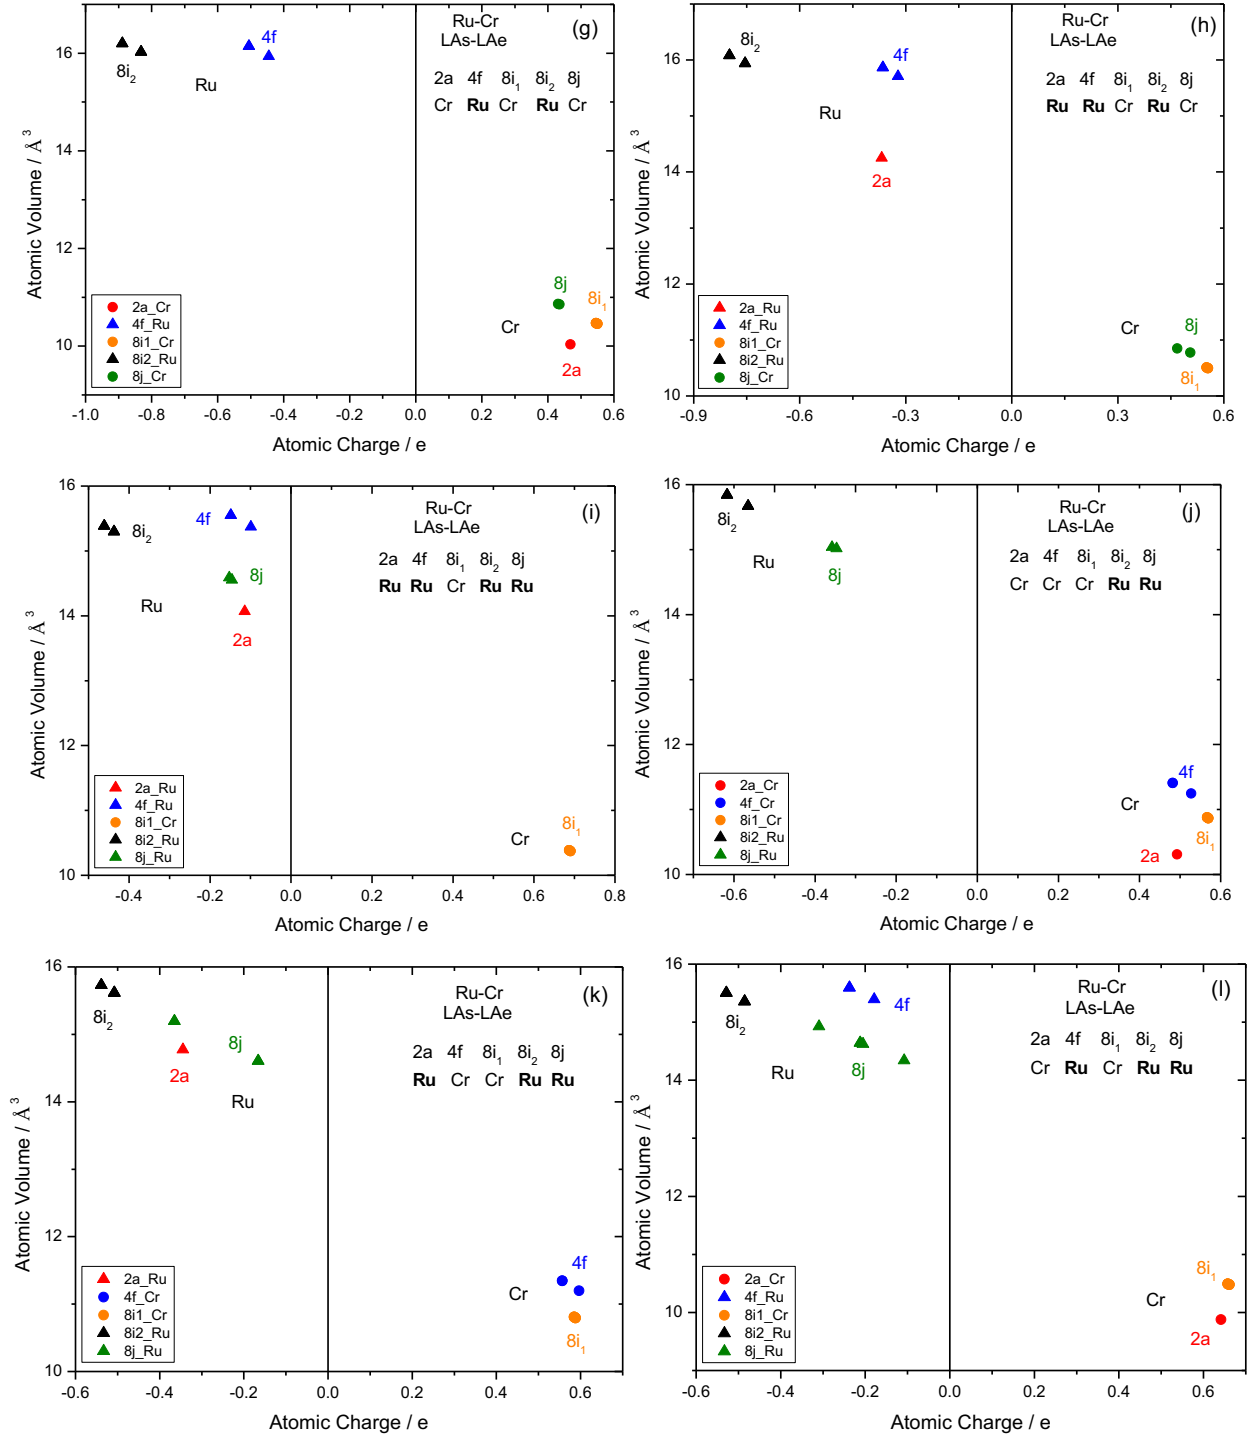 (g)
Ru-Cr
LAs-LAe
2a 4f 8i1 8i2 8j
Cr Ru Cr Ru Cr
8i2
4f
Ru
8j
8i1
Cr
2a
2a_Cr
4f_Ru
8i1_Cr
8i2_Ru
8j_Cr
16
14
12
10
-1.0 -0.8 -0.6 -0.4 -0.2 0.0 0.2 0.4 0.6
Atomic Volume / Å 3
Atomic Charge / e
(h)
Ru-Cr
LAs-LAe
2a 4f 8i1 8i2 8j
Ru Ru Cr Ru Cr
8i2
4f
Ru
2a
Cr
8j
8i1
2a_Ru
4f_Ru
8i1_Cr
8i2_Ru
8j_Cr
16
14
12
10
-0.9 -0.6 -0.3 0.0 0.3 0.6
Atomic Volume / Å 3
Atomic Charge / e
(i)
Ru-Cr
LAs-LAe
2a 4f 8i1 8i2 8j
Ru Ru Cr Ru Ru
8i2
4f
8j
Ru
2a
8i1
Cr
2a_Ru
4f_Ru
8i1_Cr
8i2_Ru
8j_Ru
16
14
12
10
-0.4 -0.2 0.0 0.2 0.4 0.6 0.8
Atomic Volume / Å 3
Atomic Charge / e
(j)
Ru-Cr
LAs-LAe
2a 4f 8i1 8i2 8j
Cr Cr Cr Ru Ru
8i2
Ru
8j
4f
Cr
8i1
2a
2a_Cr
4f_Cr
8i1_Cr
8i2_Ru
8j_Ru
16
14
12
10
-0.6 -0.4 -0.2 0.0 0.2 0.4 0.6
Atomic Volume / Å 3
Atomic Charge / e
(k)
Ru-Cr
LAs-LAe
2a 4f 8i1 8i2 8j
Ru Cr Cr Ru Ru
8i2
8j
2a
Ru
4f
Cr
8i1
2a_Ru
4f_Cr
8i1_Cr
8i2_Ru
8j_Ru
16
14
12
10
-0.6 -0.4 -0.2 0.0 0.2 0.4 0.6
Atomic Volume / Å 3
Atomic Charge / e
(l)
Ru-Cr
LAs-LAe
2a 4f 8i1 8i2 8j
Cr Ru Cr Ru Ru
8i2
4f
Ru
8j
8i1
Cr
2a
2a_Cr
4f_Ru
8i1_Cr
8i2_Ru
8j_Ru
16
14
12
10
-0.6 -0.4 -0.2 0.0 0.2 0.4 0.6
Atomic Volume / Å 3
Atomic Charge / e